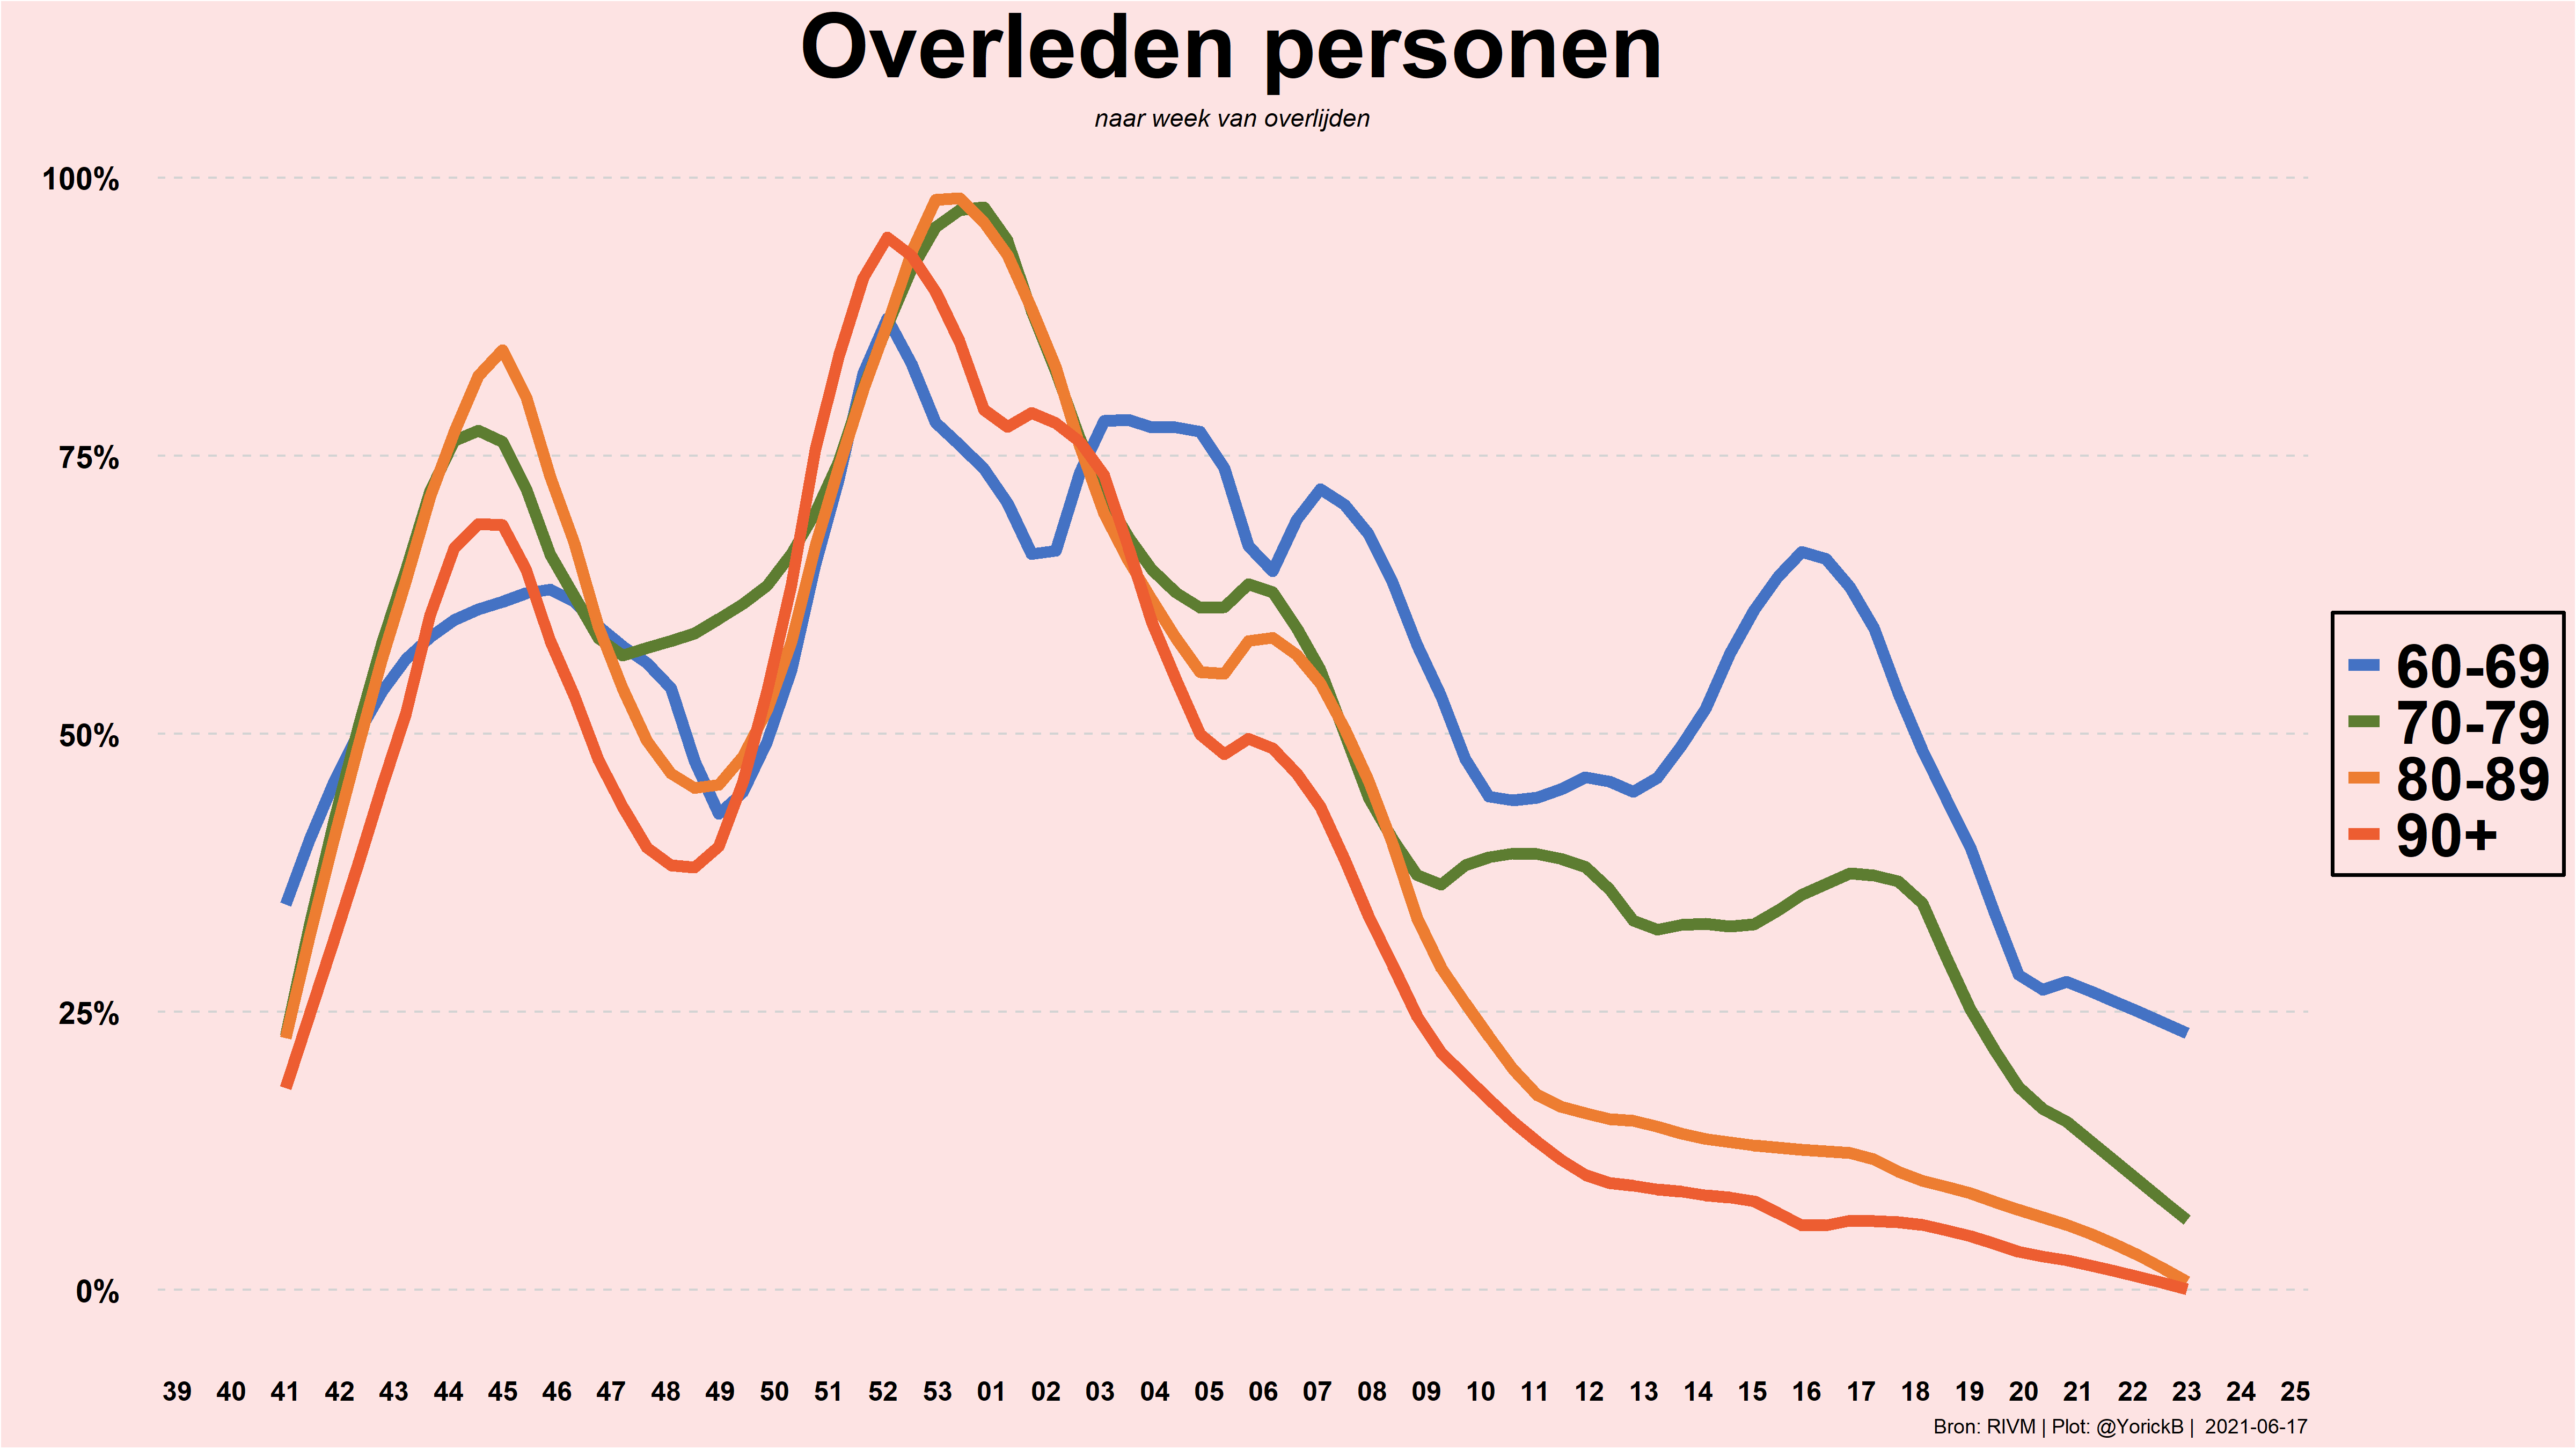 Overleden personen
naar week van overlijden
100%
75%
50%
25%
0%
60-69
70-79
80-89
90+
39 40 41 42 43 44 45 46 47 48 49 50 51 52 53 01 02 03 04 05 06 07 08 09 10 11 12 13 14 15 16 17 18 19 20 21 22 23 24 25
Bron: RIVM | Plot: @YorickB | 2021-06-17